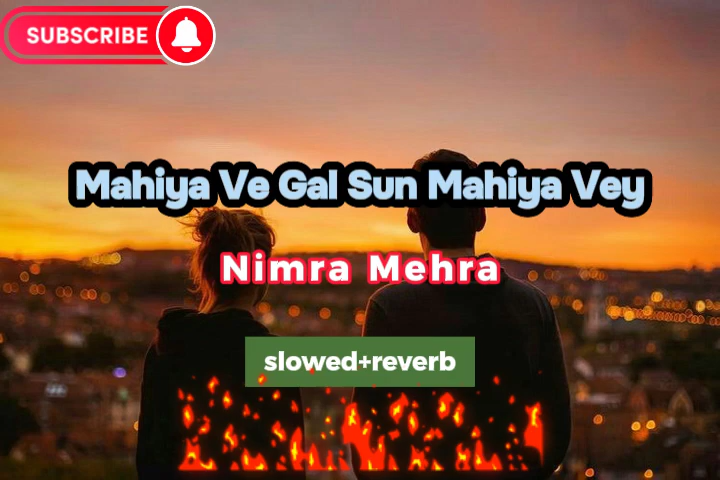 SUBSCRIBE
Mahiya Ve Gal Sun Mahiya Vey
Nimra Mehra
slowed+reverb